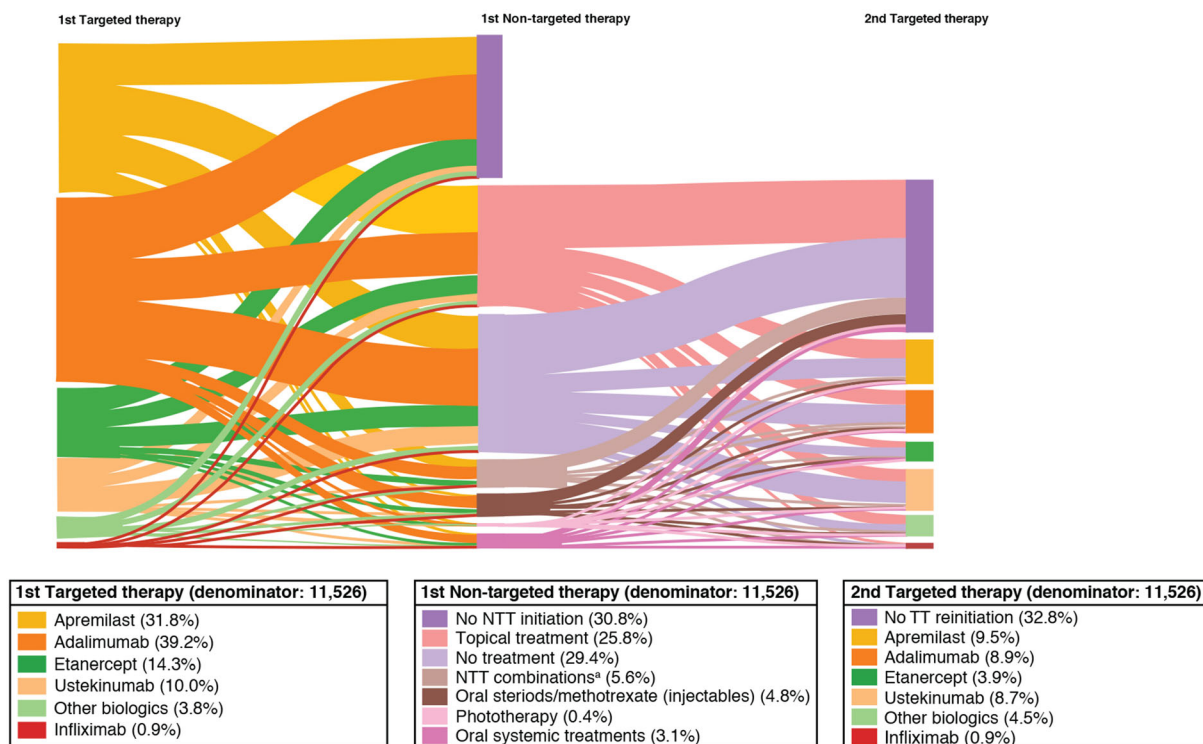 1st Targeted therapy
1st Non-targeted therapy
2nd Targeted therapy
1st Targeted therapy (denominator: 11,526)
Apremilast (31.8%)
Adalimumab (39.2%)
Etanercept (14.3%)
Ustekinumab (10.0%)
Other biologics (3.8%)
Infliximab (0.9%)
1st Non-targeted therapy (denominator: 11,526)
No NTT initiation (30.8%)
Topical treatment (25.8%)
No treatment (29.4%)
NTT combinationsᵃ (5.6%)
Oral steriods/methotrexate (injectables) (4.8%)
Phototherapy (0.4%)
Oral systemic treatments (3.1%)
2nd Targeted therapy (denominator: 11,526)
No TT reinitiation (32.8%)
Apremilast (9.5%)
Adalimumab (8.9%)
Etanercept (3.9%)
Ustekinumab (8.7%)
Other biologics (4.5%)
Infliximab (0.9%)